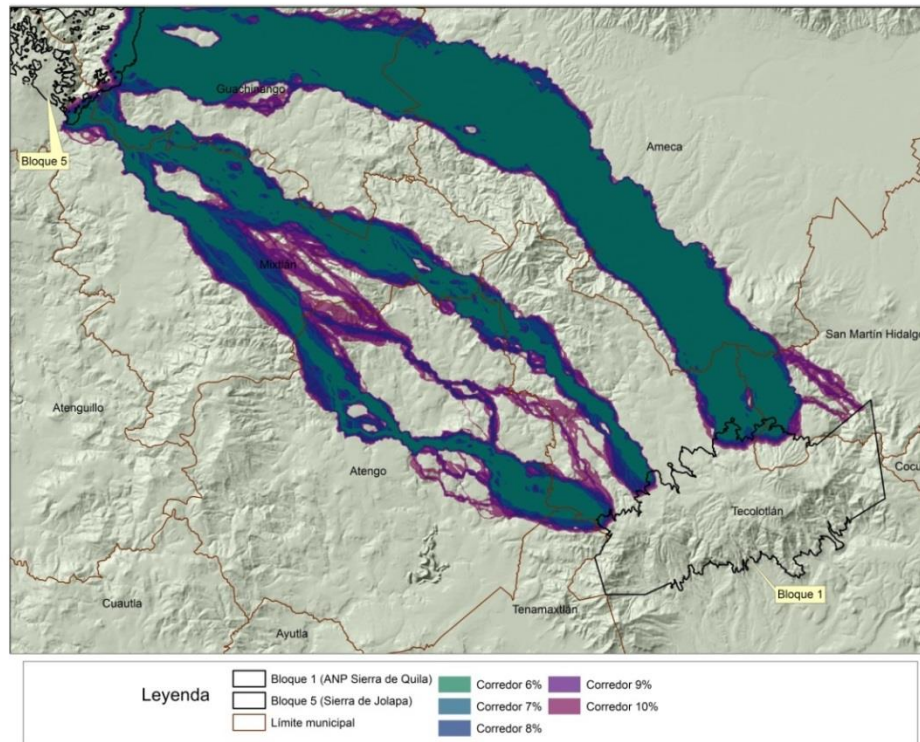 Guachinango
Ameca
Bloque 5
Mixtlán
San Martín Hidalgo
Atenguillo
Atengo
Cocu
Tecolotlán
Bloque 1
Cuautla
Tenamaxtlán
Ayutla
Leyenda
Bloque 1 (ANP Sierra de Quila)
Bloque 5 (Sierra de Jolapa)
Límite municipal
Corredor 6%
Corredor 7%
Corredor 8%
Corredor 9%
Corredor 10%